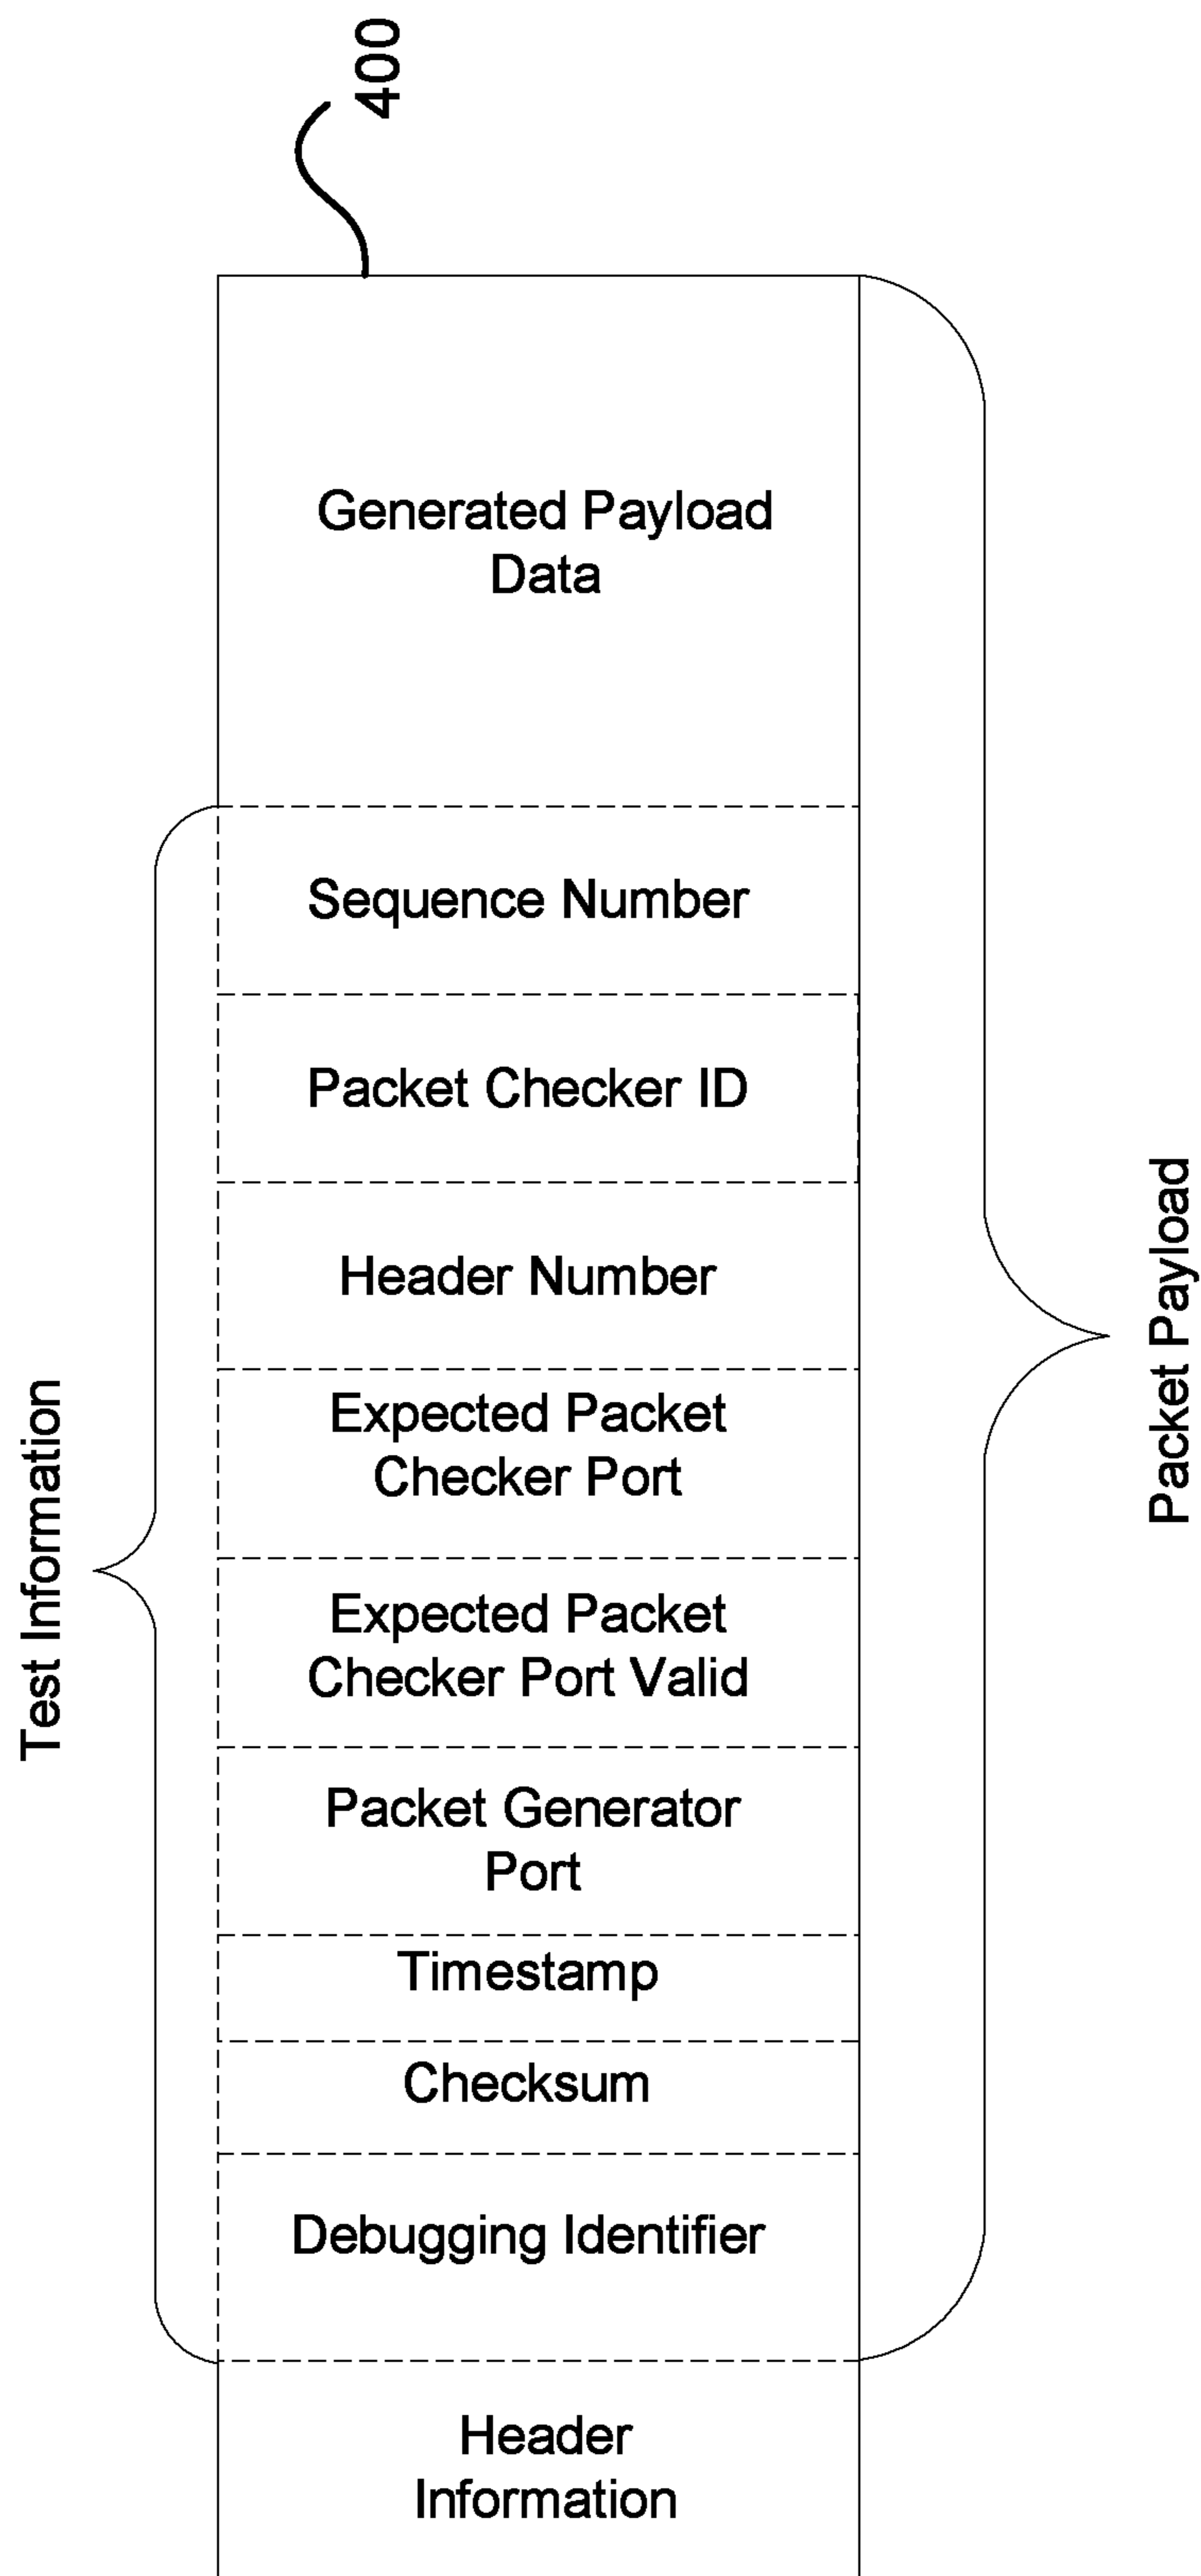 400
Generated Payload
Data
Sequence Number
Packet Checker ID
Header Number
Expected Packet
Checker Port
Expected Packet
Checker Port Valid
Packet Generator
Port
Timestamp
Checksum
Debugging Identifier
Header
Information
Test Information
Packet Payload